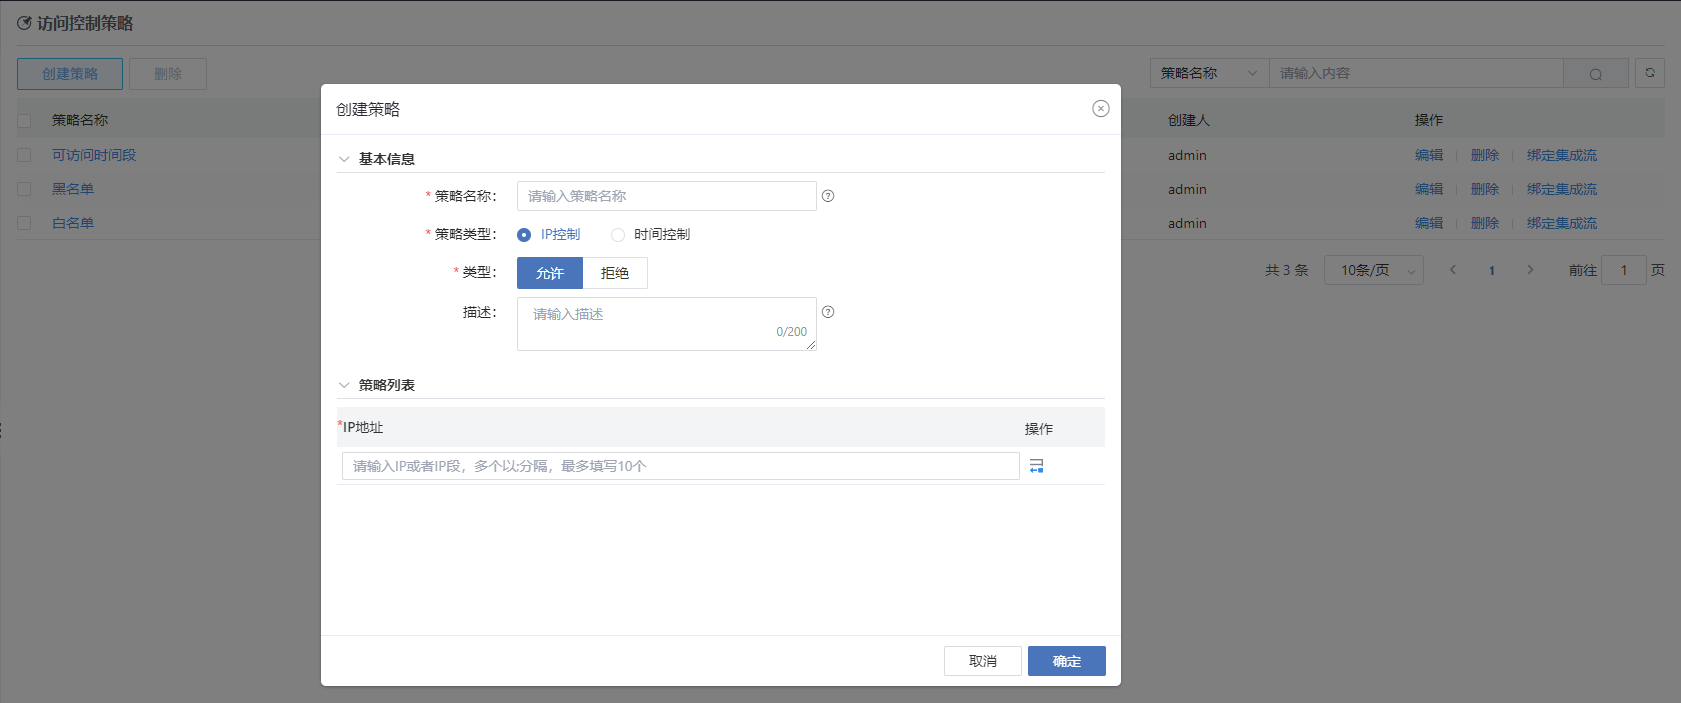 访问控制策略
创建策略 删除 策略名称 请输入内容
策略名称 创建人 操作
可访问时间段 admin 编辑 删除 绑定集成流
黑名单 admin 编辑 删除 绑定集成流
白名单 admin 编辑 删除 绑定集成流
共 3 条 10条/页 1 前往 1 页
创建策略
基本信息
* 策略名称： 请输入策略名称
* 策略类型： IP控制 时间控制
* 类型： 允许 拒绝
描述： 请输入描述
0/200
策略列表
*IP地址 操作
请输入IP或者IP段，多个以;分隔，最多填写10个
取消 确定